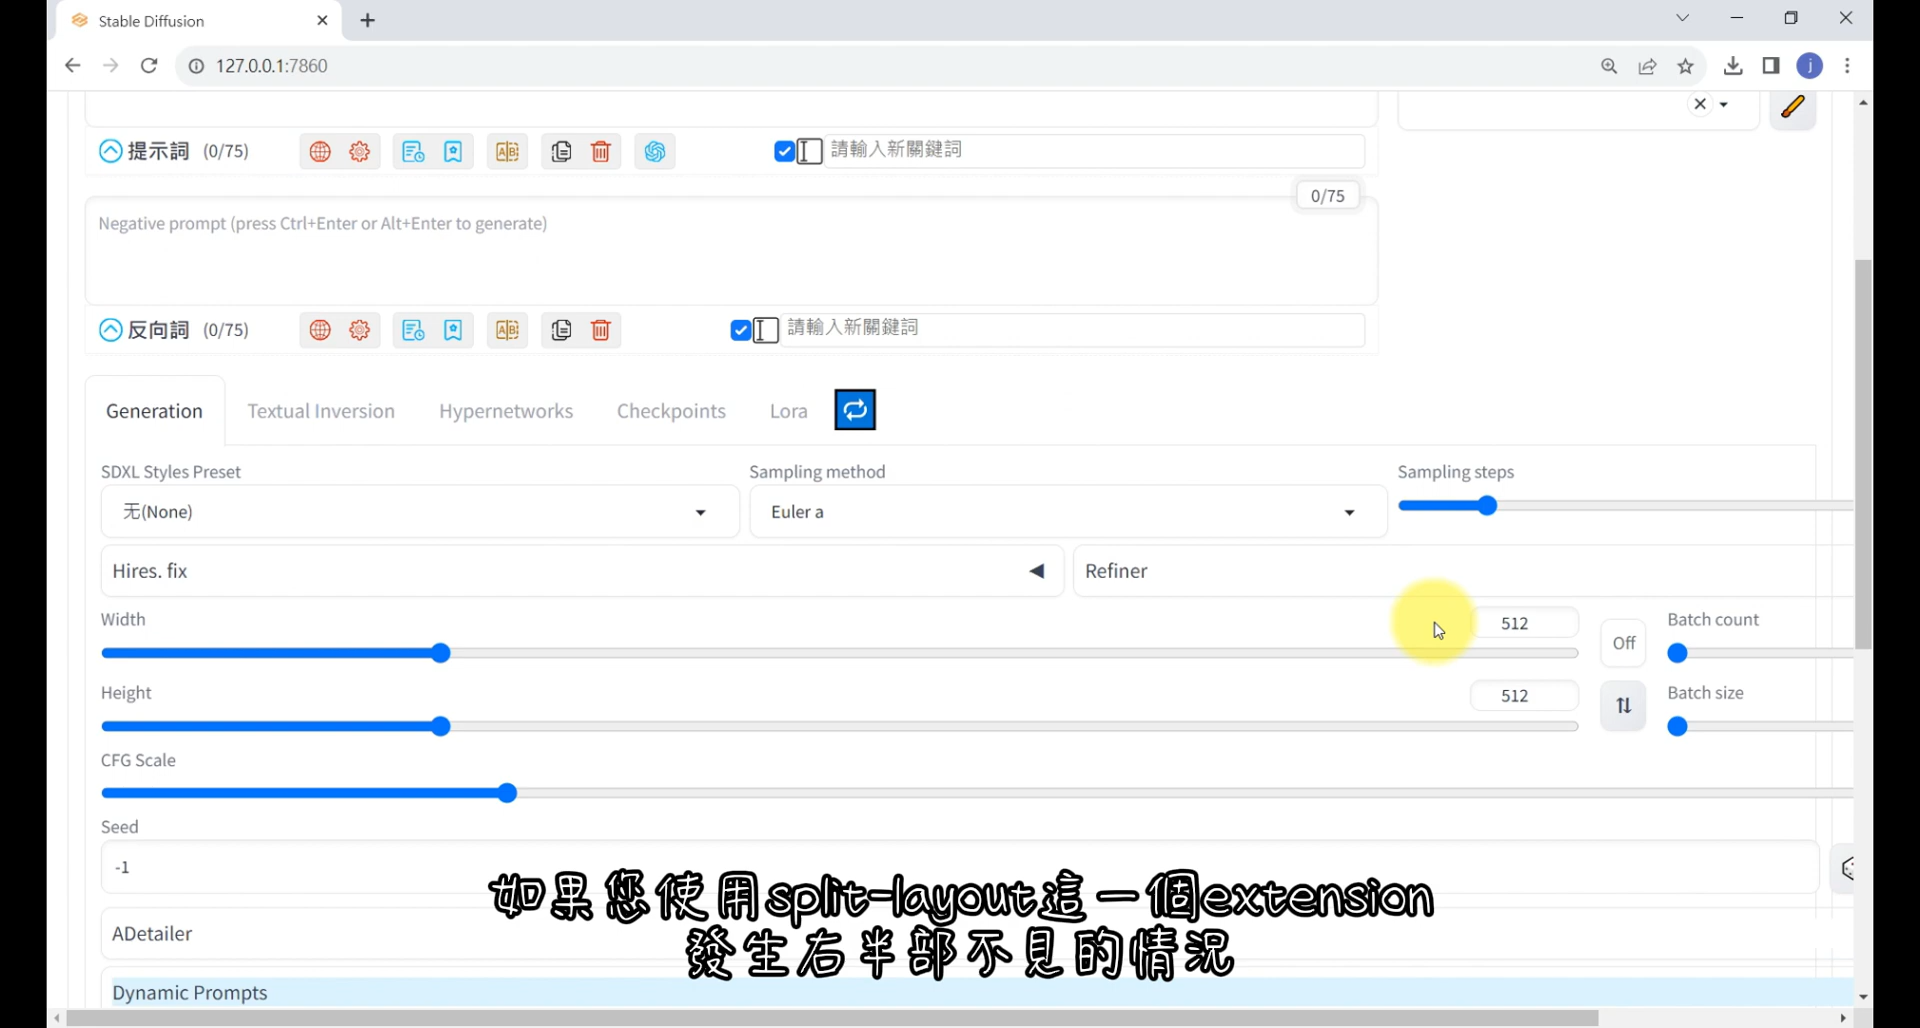 Stable Diffusion
127.0.0.1:7860
提示詞 (0/75)
請輸入新關鍵詞
0/75
Negative prompt (press Ctrl+Enter or Alt+Enter to generate)
反向詞 (0/75)
請輸入新關鍵詞
Generation Textual Inversion Hypernetworks Checkpoints Lora
SDXL Styles Preset Sampling method Sampling steps
无(None) Euler a
Hires. fix Refiner
Width 512 Off Batch count
Height 512 Batch size
CFG Scale
Seed
-1
如果您使用split-layout這一個extension
ADetailer
發生右半部不見的情況
Dynamic Prompts